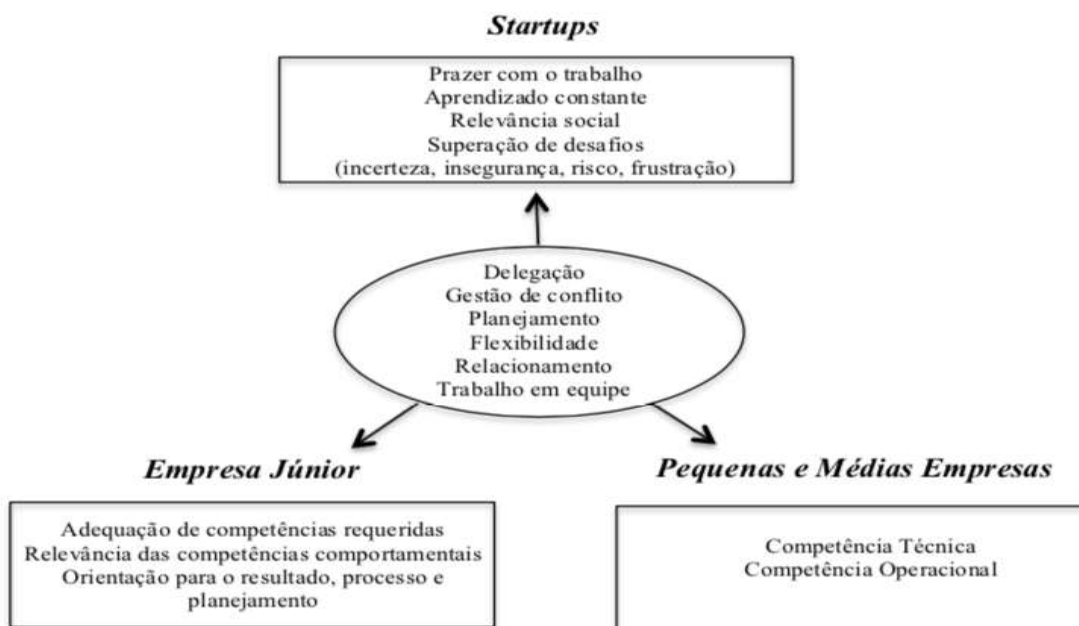 Startups
Prazer com o trabalho
Aprendizado constante
Relevância social
Superação de desafios
(incerteza, insegurança, risco, frustração)
Delegação
Gestão de conflito
Planejamento
Flexibilidade
Relacionamento
Trabalho em equipe
Empresa Júnior
Adequação de competências requeridas
Relevância das competências comportamentais
Orientação para o resultado, processo e
planejamento
Pequenas e Médias Empresas
Competência Técnica
Competência Operacional